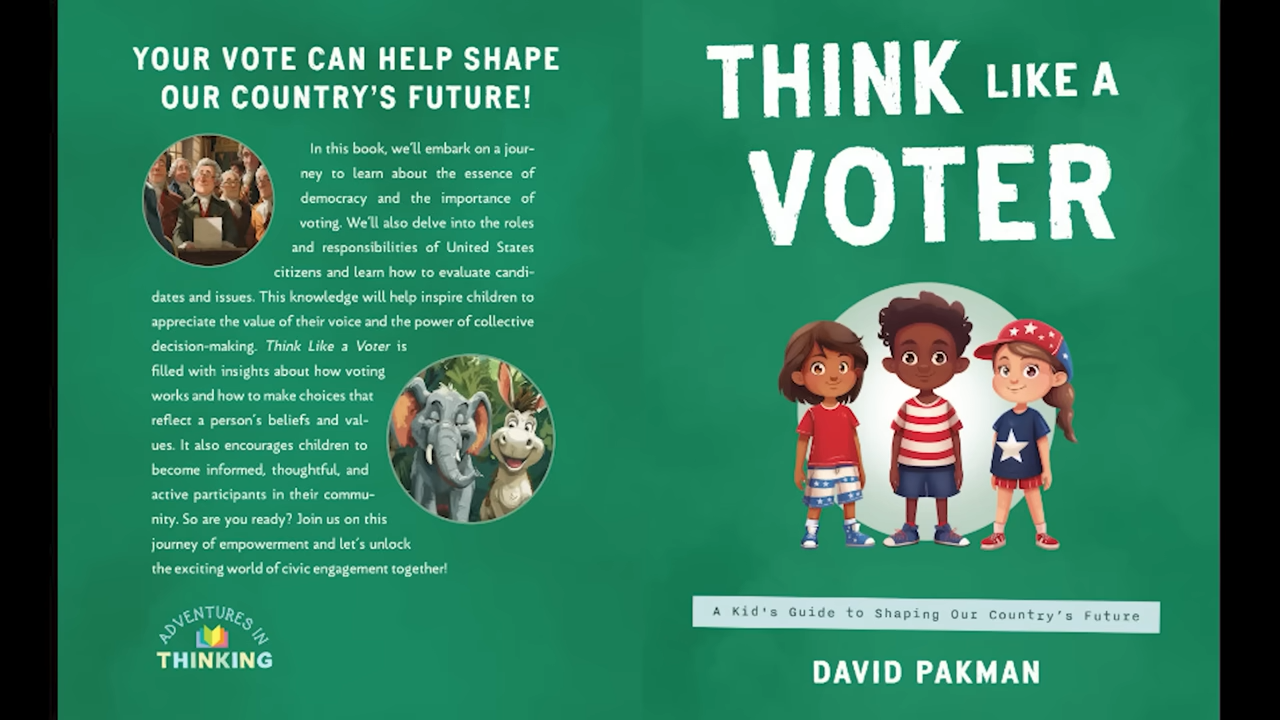 YOUR VOTE CAN HELP SHAPE
OUR COUNTRY'S FUTURE!
In this book, we'll embark on a jour-
ney to learn about the essence of
democracy and the importance of
voting. We'll also delve into the roles
and responsibilities of United States
citizens and learn how to evaluate candi-
dates and issues. This knowledge will help inspire children to
appreciate the value of their voice and the power of collective
decision-making. Think Like a Voter is
filled with insights about how voting
works and how to make choices that
reflect a person's beliefs and val-
ues. It also encourages children to
become informed, thoughtful, and
active participants in their commu-
nity. So are you ready? Join us on this
journey of empowerment and let's unlock
the exciting world of civic engagement together!
ADVENTURES IN
THINKING
THINK LIKE A
VOTER
A Kid's Guide to Shaping Our Country's Future
DAVID PAKMAN